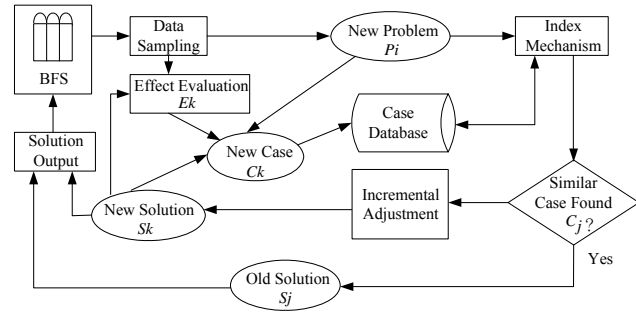 BFS
Data
Sampling
New Problem
Pi
Index
Mechanism
Effect Evaluation
Ek
Case
Database
Solution
Output
New Case
Ck
Similar
Case Found
Cj?
New Solution
Sk
Incremental
Adjustment
Yes
Old Solution
Sj